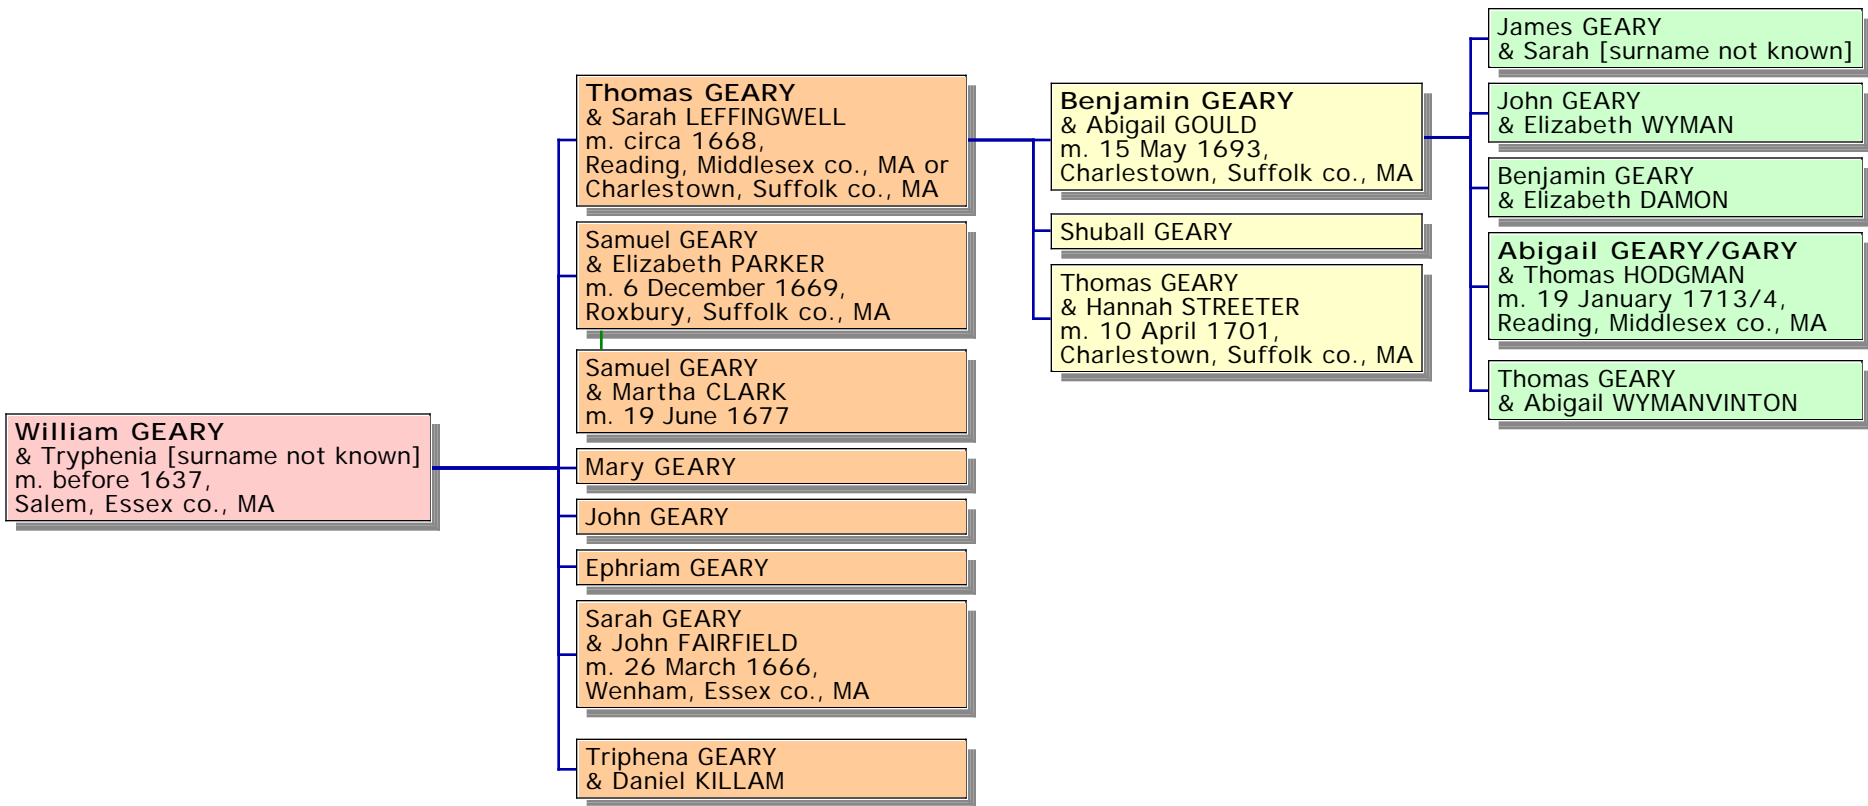 William GEARY
& Tryphenia [surname not known]
m. before 1637,
Salem, Essex co., MA
Thomas GEARY
& Sarah LEFFINGWELL
m. circa 1668,
Reading, Middlesex co., MA or
Charlestown, Suffolk co., MA
Samuel GEARY
& Elizabeth PARKER
m. 6 December 1669,
Roxbury, Suffolk co., MA
Samuel GEARY
& Martha CLARK
m. 19 June 1677
Mary GEARY
John GEARY
Ephriam GEARY
Sarah GEARY
& John FAIRFIELD
m. 26 March 1666,
Wenham, Essex co., MA
Triphena GEARY
& Daniel KILLAM
Benjamin GEARY
& Abigail GOULD
m. 15 May 1693,
Charlestown, Suffolk co., MA
Shuball GEARY
Thomas GEARY
& Hannah STREETER
m. 10 April 1701,
Charlestown, Suffolk co., MA
James GEARY
& Sarah [surname not known]
John GEARY
& Elizabeth WYMAN
Benjamin GEARY
& Elizabeth DAMON
Abigail GEARY/GARY
& Thomas HODGMAN
m. 19 January 1713/4,
Reading, Middlesex co., MA
Thomas GEARY
& Abigail WYMANVINTON